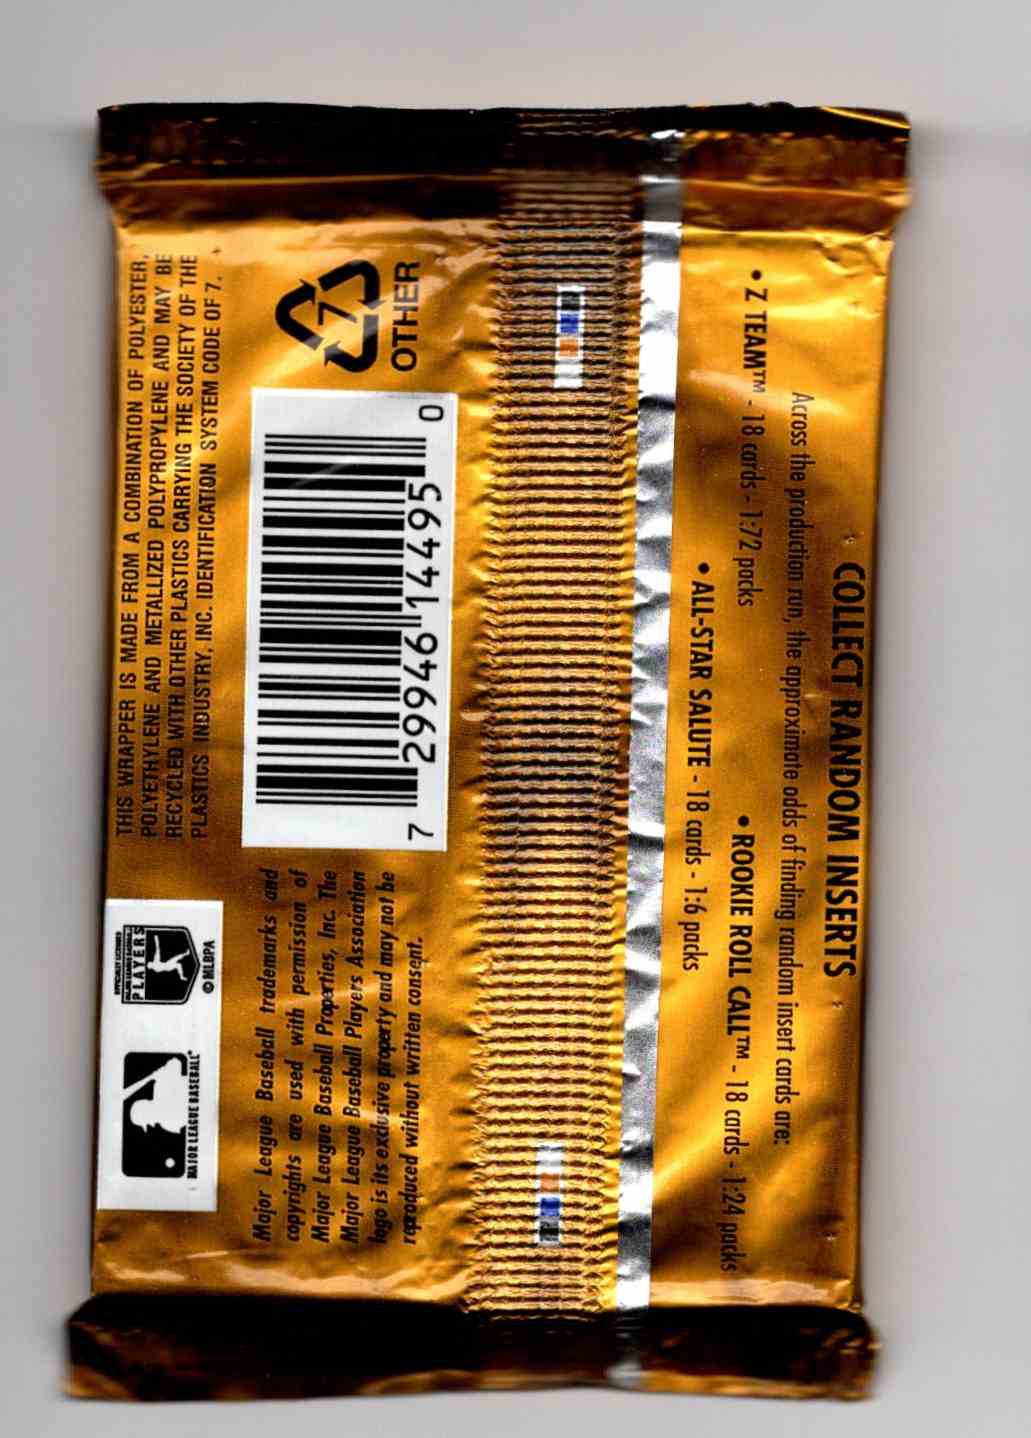 COLLECT RANDOM INSERTS
Across the production run, the approximate odds of finding random insert cards are:
• Z TEAM™ - 18 cards - 1:72 packs
• ROOKIE ROLL CALL™ - 18 cards - 1:24 packs
• ALL-STAR SALUTE - 18 cards - 1:6 packs
THIS WRAPPER IS MADE FROM A COMBINATION OF POLYESTER,
POLYETHYLENE AND METALLIZED POLYPROPYLENE AND MAY BE
RECYCLED WITH OTHER PLASTICS CARRYING THE SOCIETY OF THE
PLASTICS INDUSTRY, INC. IDENTIFICATION SYSTEM CODE OF 7.
7
OTHER
7 29946 14495 0
Major League Baseball trademarks and
copyrights are used with permission of
Major League Baseball Properties, Inc. The
Major League Baseball Players Association
logo is its exclusive property and may not be
reproduced without written consent.
OFFICIALLY LICENSED
PLAYERS
© MLBPA
MAJOR LEAGUE BASEBALL